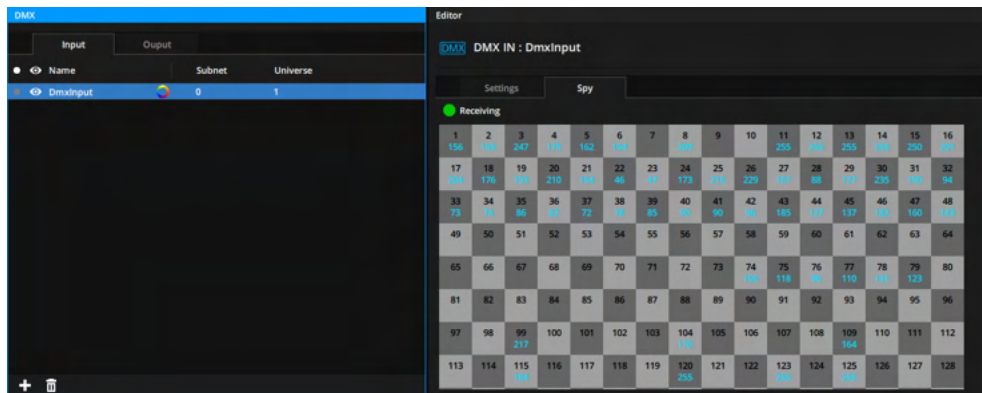 DMX
Input Ouput
Name Subnet Universe
DmxInput 0 1
Editor
DMX DMX IN : DmxInput
Settings Spy
Receiving
1 2 3 4 5 6 7 8 9 10 11 12 13 14 15 16
156 247 162 255 255 250
17 18 19 20 21 22 23 24 25 26 27 28 29 30 31 32
176 210 46 173 229 88 235 94
33 34 35 36 37 38 39 40 41 42 43 44 45 46 47 48
73 86 72 85 90 185 137 160
49 50 51 52 53 54 55 56 57 58 59 60 61 62 63 64
65 66 67 68 69 70 71 72 73 74 75 76 77 78 79 80
118 110 123
81 82 83 84 85 86 87 88 89 90 91 92 93 94 95 96
97 98 99 100 101 102 103 104 105 106 107 108 109 110 111 112
217 164
113 114 115 116 117 118 119 120 121 122 123 124 125 126 127 128
255